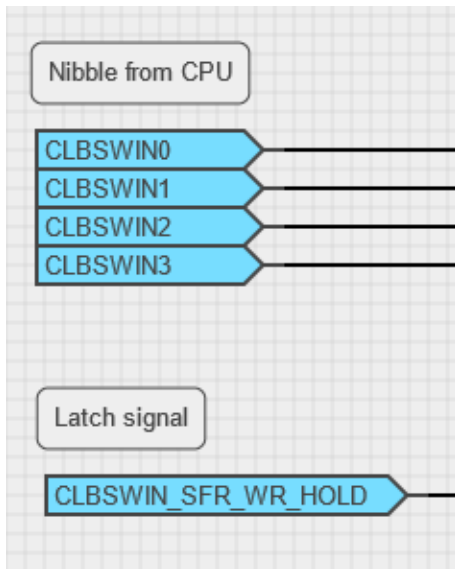 Nibble from CPU
CLBSWIN0
CLBSWIN1
CLBSWIN2
CLBSWIN3
Latch signal
CLBSWIN_SFR_WR_HOLD